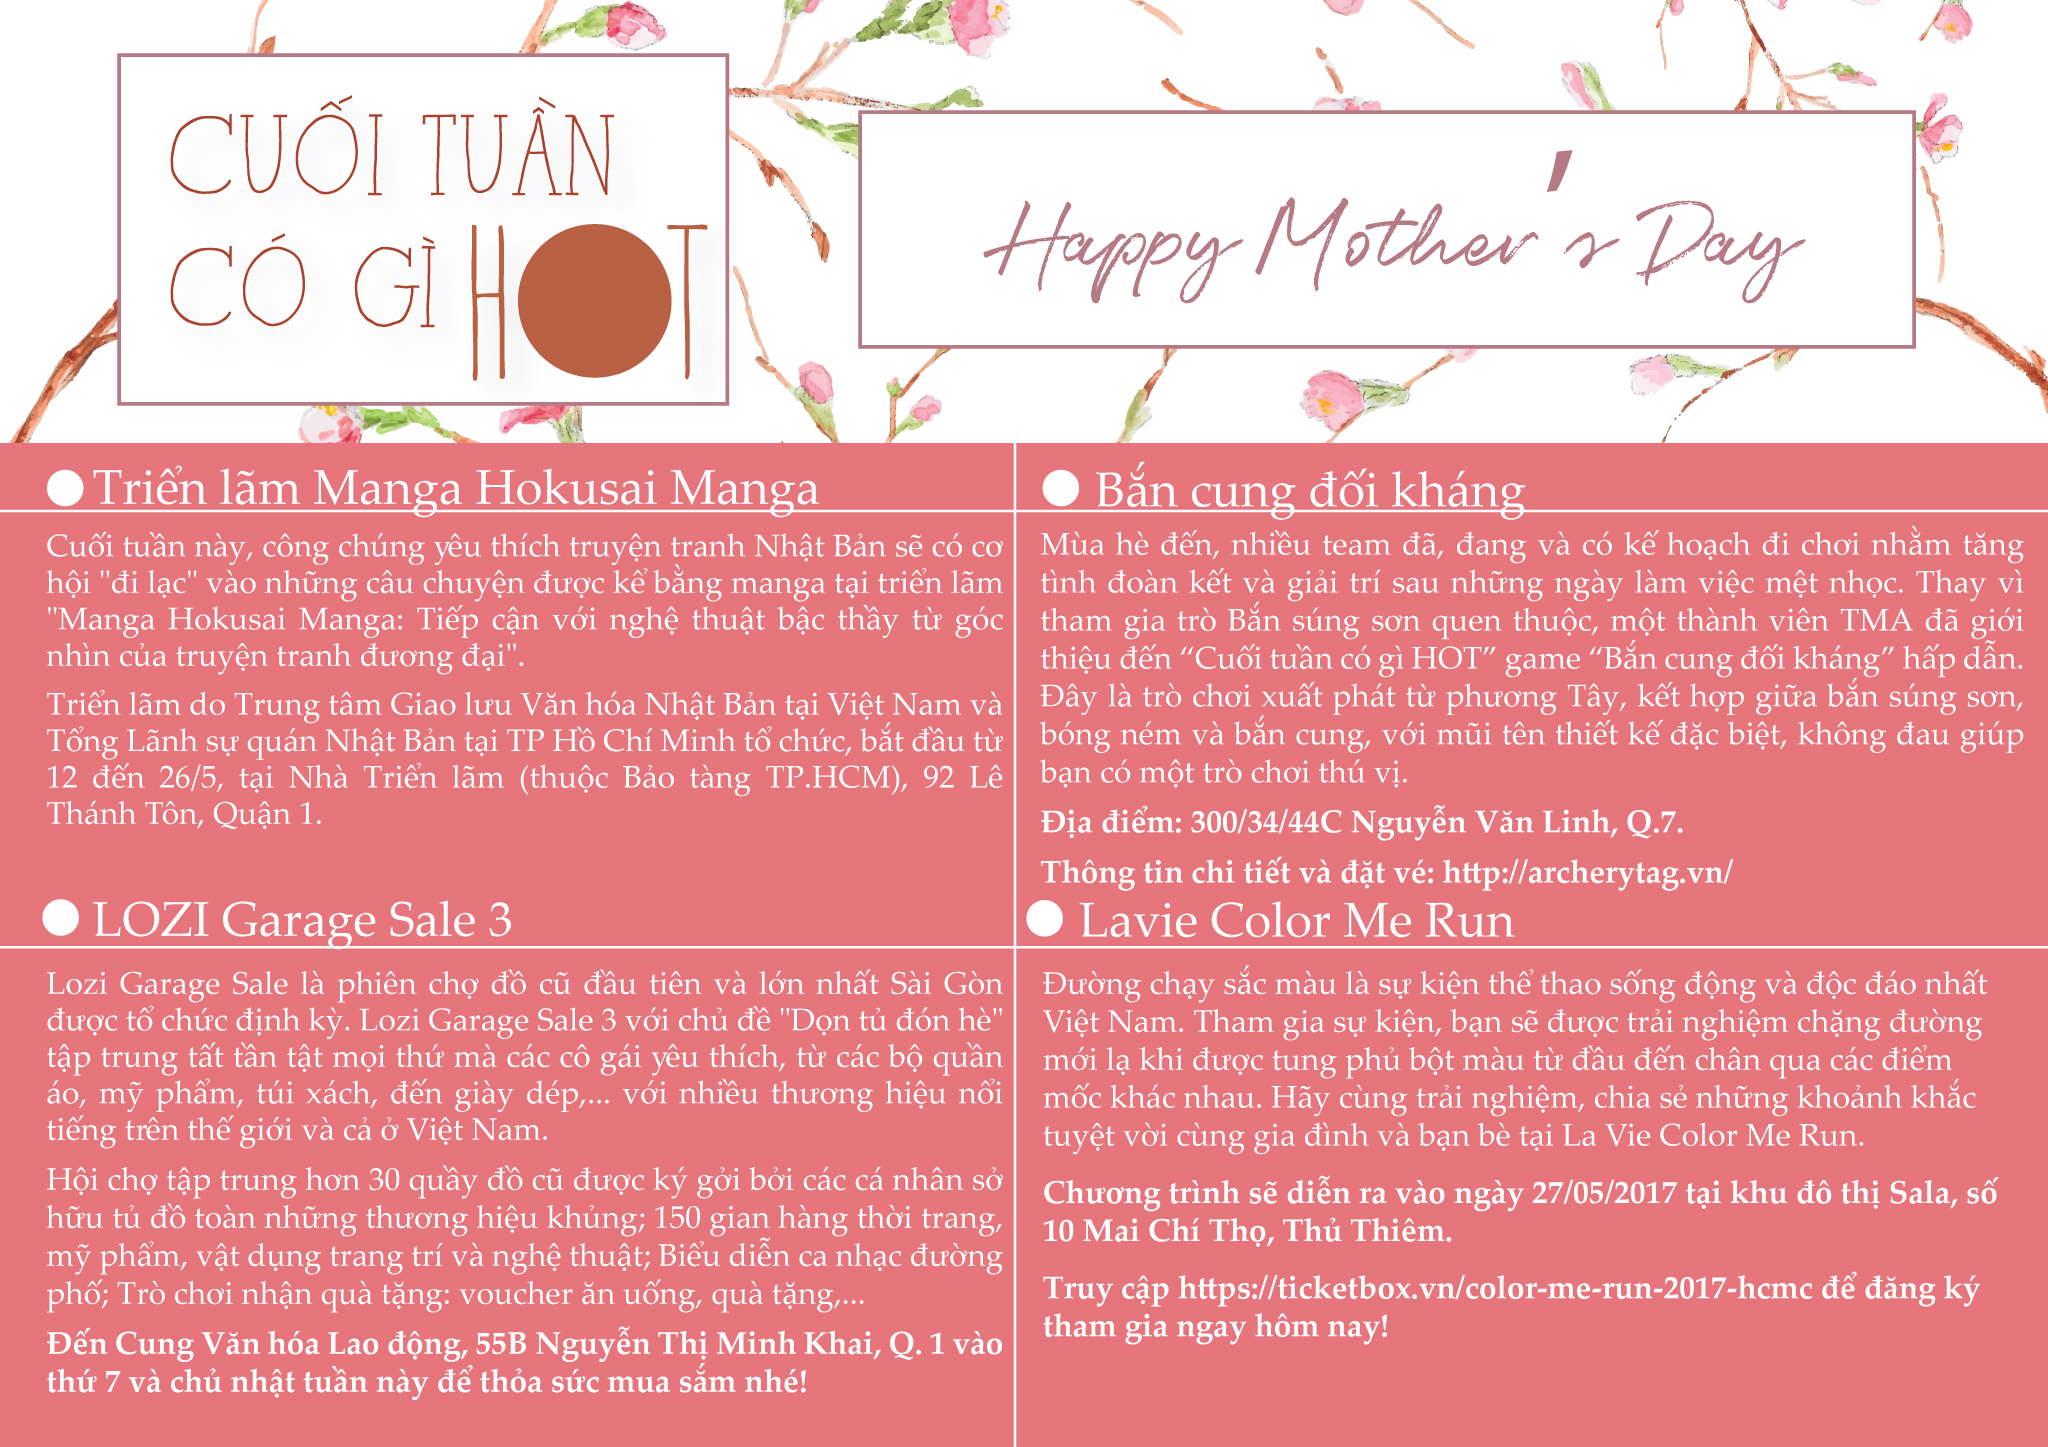 CUỐI TUẦN
CÓ GÌ HOT
Happy Mother's Day
Triển lãm Manga Hokusai Manga
Cuối tuần này, công chúng yêu thích truyện tranh Nhật Bản sẽ có cơ
hội "đi lạc" vào những câu chuyện được kể bằng manga tại triển lãm
"Manga Hokusai Manga: Tiếp cận với nghệ thuật bậc thầy từ góc
nhìn của truyện tranh đương đại".
Triển lãm do Trung tâm Giao lưu Văn hóa Nhật Bản tại Việt Nam và
Tổng Lãnh sự quán Nhật Bản tại TP Hồ Chí Minh tổ chức, bắt đầu từ
12 đến 26/5, tại Nhà Triển lãm (thuộc Bảo tàng TP.HCM), 92 Lê
Thánh Tôn, Quận 1.
Bắn cung đối kháng
Mùa hè đến, nhiều team đã, đang và có kế hoạch đi chơi nhằm tăng
tình đoàn kết và giải trí sau những ngày làm việc mệt nhọc. Thay vì
tham gia trò Bắn súng sơn quen thuộc, một thành viên TMA đã giới
thiệu đến “Cuối tuần có gì HOT” game “Bắn cung đối kháng” hấp dẫn.
Đây là trò chơi xuất phát từ phương Tây, kết hợp giữa bắn súng sơn,
bóng ném và bắn cung, với mũi tên thiết kế đặc biệt, không đau giúp
bạn có một trò chơi thú vị.
Địa điểm: 300/34/44C Nguyễn Văn Linh, Q.7.
Thông tin chi tiết và đặt vé: http://archerytag.vn/
LOZI Garage Sale 3
Lozi Garage Sale là phiên chợ đồ cũ đầu tiên và lớn nhất Sài Gòn
được tổ chức định kỳ. Lozi Garage Sale 3 với chủ đề "Dọn tủ đón hè"
tập trung tất tần tật mọi thứ mà các cô gái yêu thích, từ các bộ quần
áo, mỹ phẩm, túi xách, đến giày dép,... với nhiều thương hiệu nổi
tiếng trên thế giới và cả ở Việt Nam.
Hội chợ tập trung hơn 30 quầy đồ cũ được ký gởi bởi các cá nhân sở
hữu tủ đồ toàn những thương hiệu khủng; 150 gian hàng thời trang,
mỹ phẩm, vật dụng trang trí và nghệ thuật; Biểu diễn ca nhạc đường
phố; Trò chơi nhận quà tặng: voucher ăn uống, quà tặng,...
Đến Cung Văn hóa Lao động, 55B Nguyễn Thị Minh Khai, Q. 1 vào
thứ 7 và chủ nhật tuần này để thỏa sức mua sắm nhé!
Lavie Color Me Run
Đường chạy sắc màu là sự kiện thể thao sống động và độc đáo nhất
Việt Nam. Tham gia sự kiện, bạn sẽ được trải nghiệm chặng đường
mới lạ khi được tung phủ bột màu từ đầu đến chân qua các điểm
mốc khác nhau. Hãy cùng trải nghiệm, chia sẻ những khoảnh khắc
tuyệt vời cùng gia đình và bạn bè tại La Vie Color Me Run.
Chương trình sẽ diễn ra vào ngày 27/05/2017 tại khu đô thị Sala, số
10 Mai Chí Thọ, Thủ Thiêm.
Truy cập https://ticketbox.vn/color-me-run-2017-hcmc để đăng ký
tham gia ngay hôm nay!